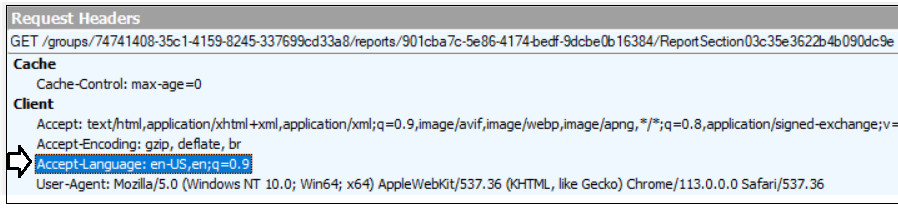 Request Headers
GET /groups/74741408-35c1-4159-8245-337699cd33a8/reports/901cba7c-5e86-4174-bedf-9dcbe0b16384/ReportSection03c35e3622b4b090dc9e
Cache
Cache-Control: max-age=0
Client
Accept: text/html,application/xhtml+xml,application/xml;q=0.9,image/avif,image/webp,image/apng,*/*;q=0.8,application/signed-exchange;v=
Accept-Encoding: gzip, deflate, br
Accept-Language: en-US,en;q=0.9
User-Agent: Mozilla/5.0 (Windows NT 10.0; Win64; x64) AppleWebKit/537.36 (KHTML, like Gecko) Chrome/113.0.0.0 Safari/537.36